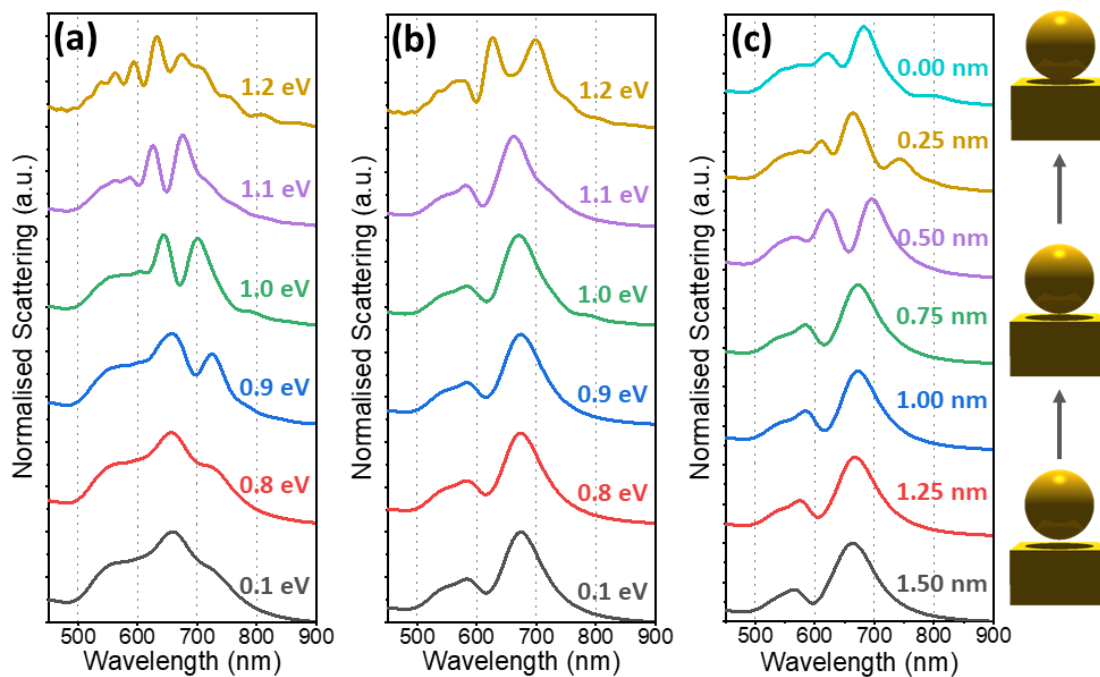 (a)
1.2 eV
1.1 eV
1.0 eV
0.9 eV
0.8 eV
0.1 eV
Normalised Scattering (a.u.)
500 600 700 800 900
Wavelength (nm)
(b)
1.2 eV
1.1 eV
1.0 eV
0.9 eV
0.8 eV
0.1 eV
Normalised Scattering (a.u.)
500 600 700 800 900
Wavelength (nm)
(c)
0.00 nm
0.25 nm
0.50 nm
0.75 nm
1.00 nm
1.25 nm
1.50 nm
Normalised Scattering (a.u.)
500 600 700 800 900
Wavelength (nm)